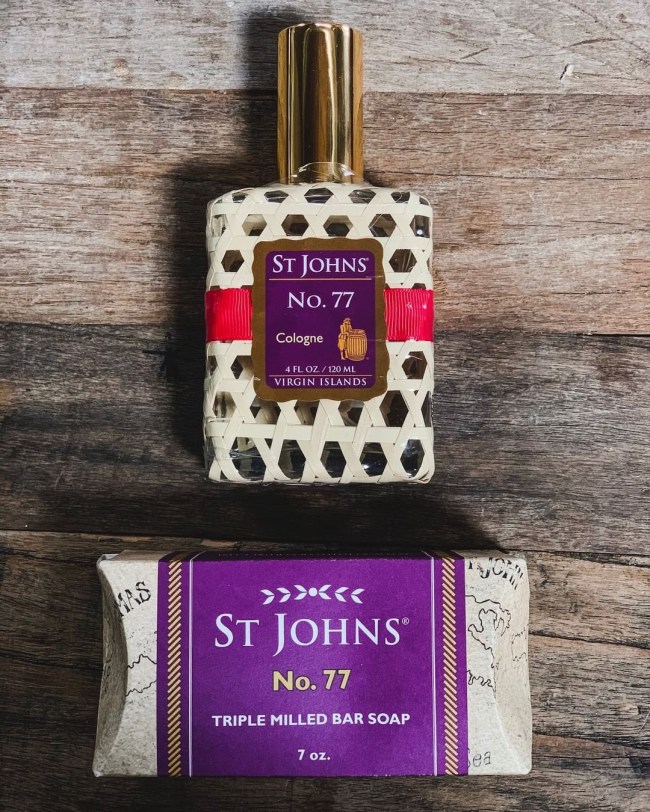 ST JOHNS
No. 77
Cologne
4 FL. OZ. / 120 ML
VIRGIN ISLANDS
ST JOHNS®
No. 77
TRIPLE MILLED BAR SOAP
7 oz.